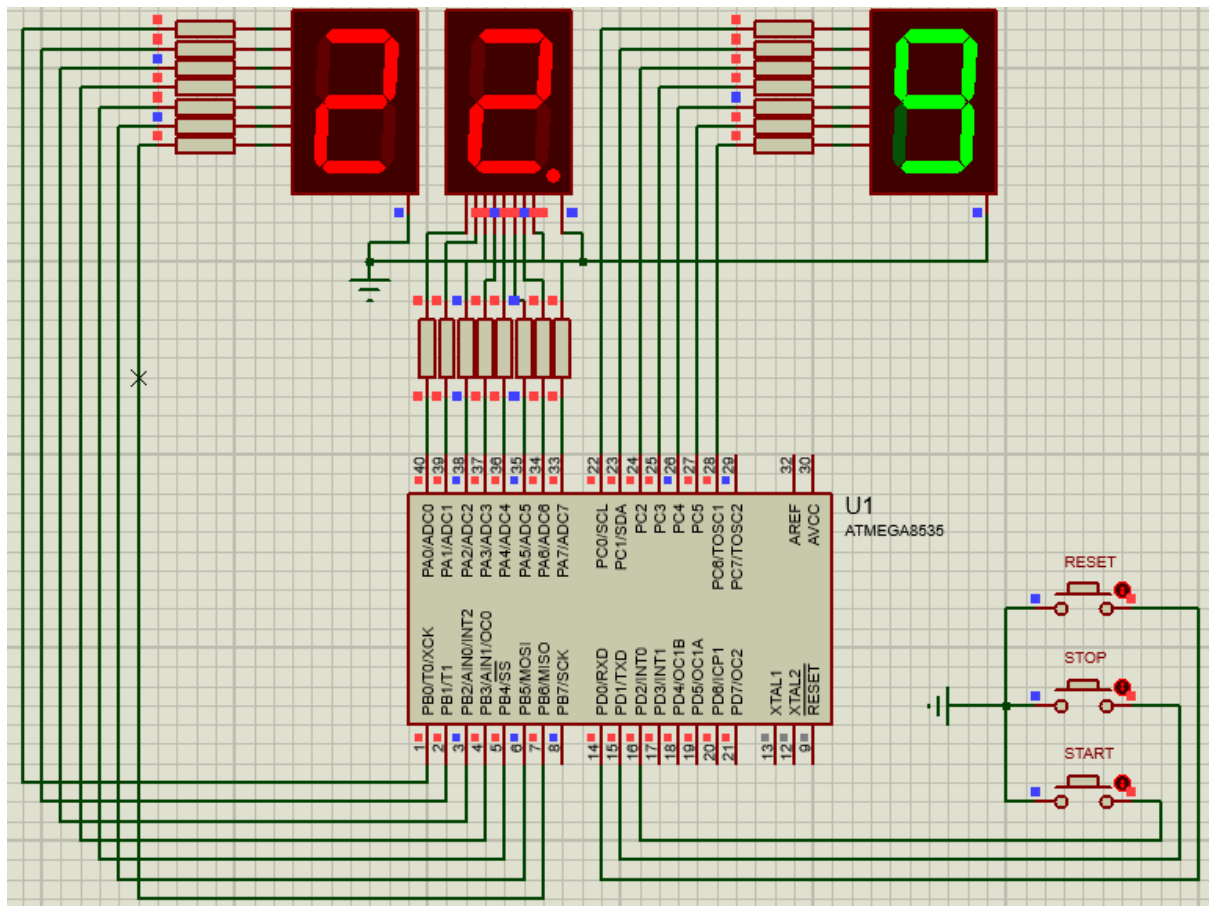 2 2. 9
40 39 38 37 36 35 34 33 22 23 24 25 26 27 28 29 32 30
PA0/ADC0
PA1/ADC1
PA2/ADC2
PA3/ADC3
PA4/ADC4
PA5/ADC5
PA6/ADC6
PA7/ADC7
PC0/SCL
PC1/SDA
PC2
PC3
PC4
PC5
PC6/TOSC1
PC7/TOSC2
AREF
AVCC
U1
ATMEGA8535
PB0/T0/XCK
PB1/T1
PB2/AIN0/INT2
PB3/AIN1/OC0
PB4/SS
PB5/MOSI
PB6/MISO
PB7/SCK
PD0/RXD
PD1/TXD
PD2/INT0
PD3/INT1
PD4/OC1B
PD5/OC1A
PD6/ICP1
PD7/OC2
XTAL1
XTAL2
RESET
1 2 3 4 5 6 7 8 14 15 16 17 18 19 20 21 13 12 9
RESET
STOP
START